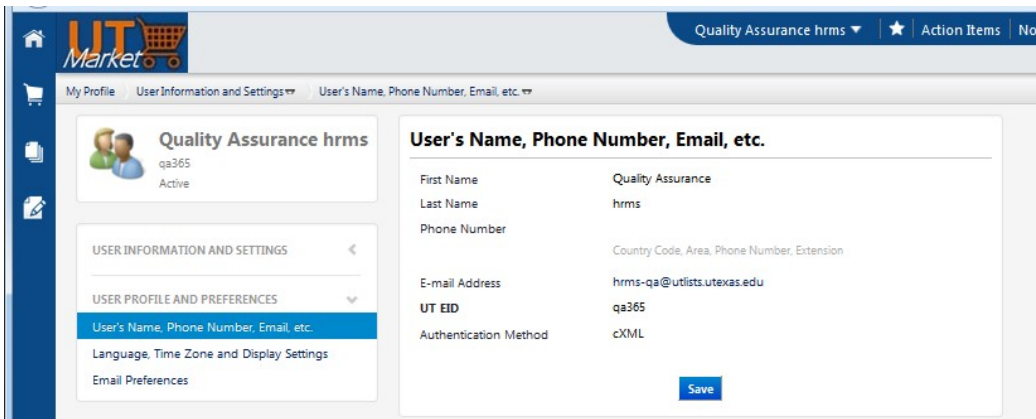 Quality Assurance hrms
Action Items
No
UT
Market
My Profile
User Information and Settings
User's Name, Phone Number, Email, etc.
Quality Assurance hrms
qa365
Active
USER INFORMATION AND SETTINGS
USER PROFILE AND PREFERENCES
User's Name, Phone Number, Email, etc.
Language, Time Zone and Display Settings
Email Preferences
User's Name, Phone Number, Email, etc.
First Name Quality Assurance
Last Name hrms
Phone Number
Country Code, Area, Phone Number, Extension
E-mail Address hrms-qa@utlists.utexas.edu
UT EID qa365
Authentication Method cXML
Save